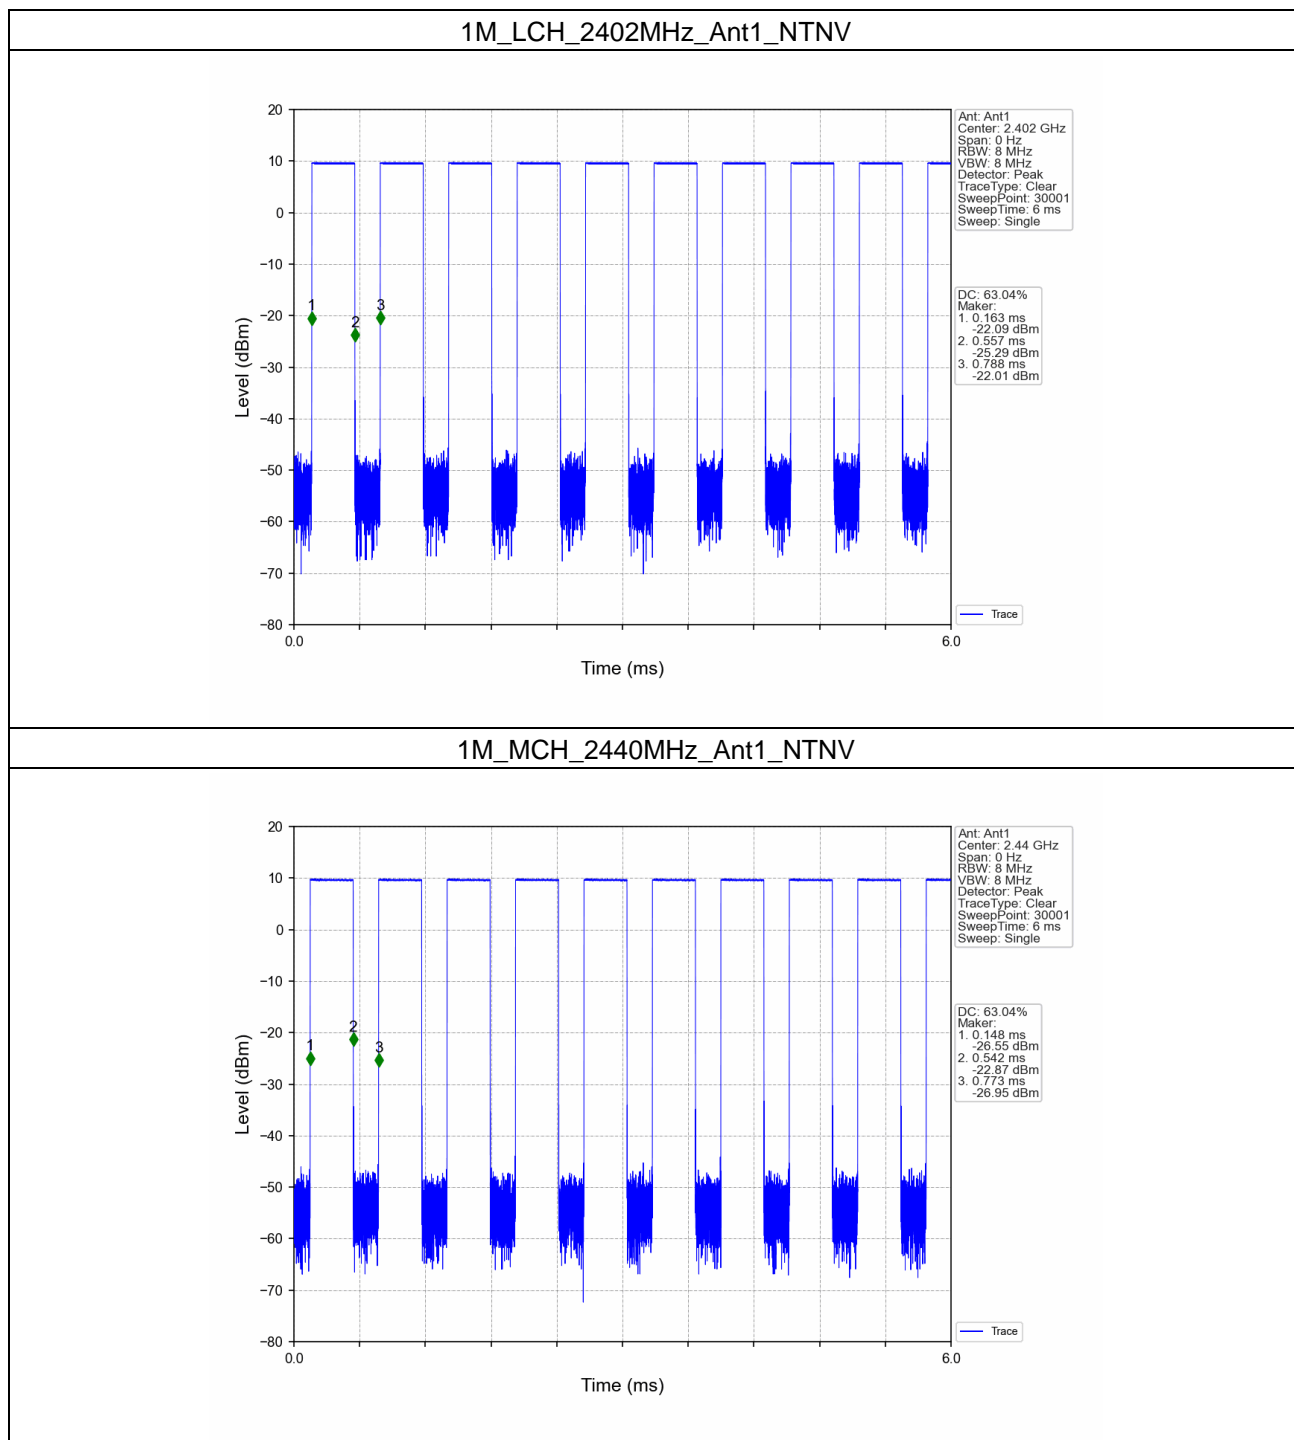 1M_LCH_2402MHz_Ant1_NTNV
20
10
0
−10
−20
−30
−40
−50
−60
−70
−80
Level (dBm)
1
2
3
0.0
6.0
Time (ms)
Ant: Ant1
Center: 2.402 GHz
Span: 0 Hz
RBW: 8 MHz
VBW: 8 MHz
Detector: Peak
TraceType: Clear
SweepPoint: 30001
SweepTime: 6 ms
Sweep: Single
DC: 63.04%
Maker:
1. 0.163 ms
-22.09 dBm
2. 0.557 ms
-25.29 dBm
3. 0.788 ms
-22.01 dBm
Trace
1M_MCH_2440MHz_Ant1_NTNV
20
10
0
−10
−20
−30
−40
−50
−60
−70
−80
Level (dBm)
1
2
3
0.0
6.0
Time (ms)
Ant: Ant1
Center: 2.44 GHz
Span: 0 Hz
RBW: 8 MHz
VBW: 8 MHz
Detector: Peak
TraceType: Clear
SweepPoint: 30001
SweepTime: 6 ms
Sweep: Single
DC: 63.04%
Maker:
1. 0.148 ms
-26.55 dBm
2. 0.542 ms
-22.87 dBm
3. 0.773 ms
-26.95 dBm
Trace